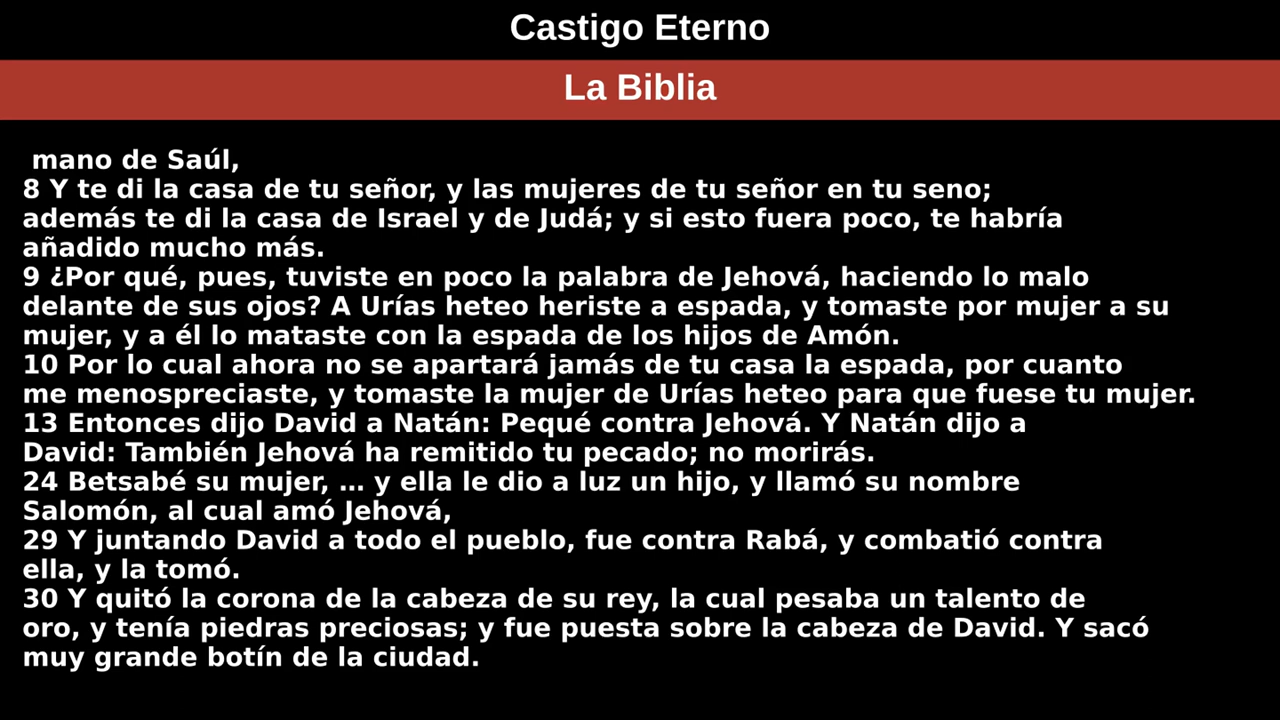 Castigo Eterno
La Biblia
mano de Saúl,
8 Y te di la casa de tu señor, y las mujeres de tu señor en tu seno;
además te di la casa de Israel y de Judá; y si esto fuera poco, te habría
añadido mucho más.
9 ¿Por qué, pues, tuviste en poco la palabra de Jehová, haciendo lo malo
delante de sus ojos? A Urías heteo heriste a espada, y tomaste por mujer a su
mujer, y a él lo mataste con la espada de los hijos de Amón.
10 Por lo cual ahora no se apartará jamás de tu casa la espada, por cuanto
me menospreciaste, y tomaste la mujer de Urías heteo para que fuese tu mujer.
13 Entonces dijo David a Natán: Pequé contra Jehová. Y Natán dijo a
David: También Jehová ha remitido tu pecado; no morirás.
24 Betsabé su mujer, … y ella le dio a luz un hijo, y llamó su nombre
Salomón, al cual amó Jehová,
29 Y juntando David a todo el pueblo, fue contra Rabá, y combatió contra
ella, y la tomó.
30 Y quitó la corona de la cabeza de su rey, la cual pesaba un talento de
oro, y tenía piedras preciosas; y fue puesta sobre la cabeza de David. Y sacó
muy grande botín de la ciudad.